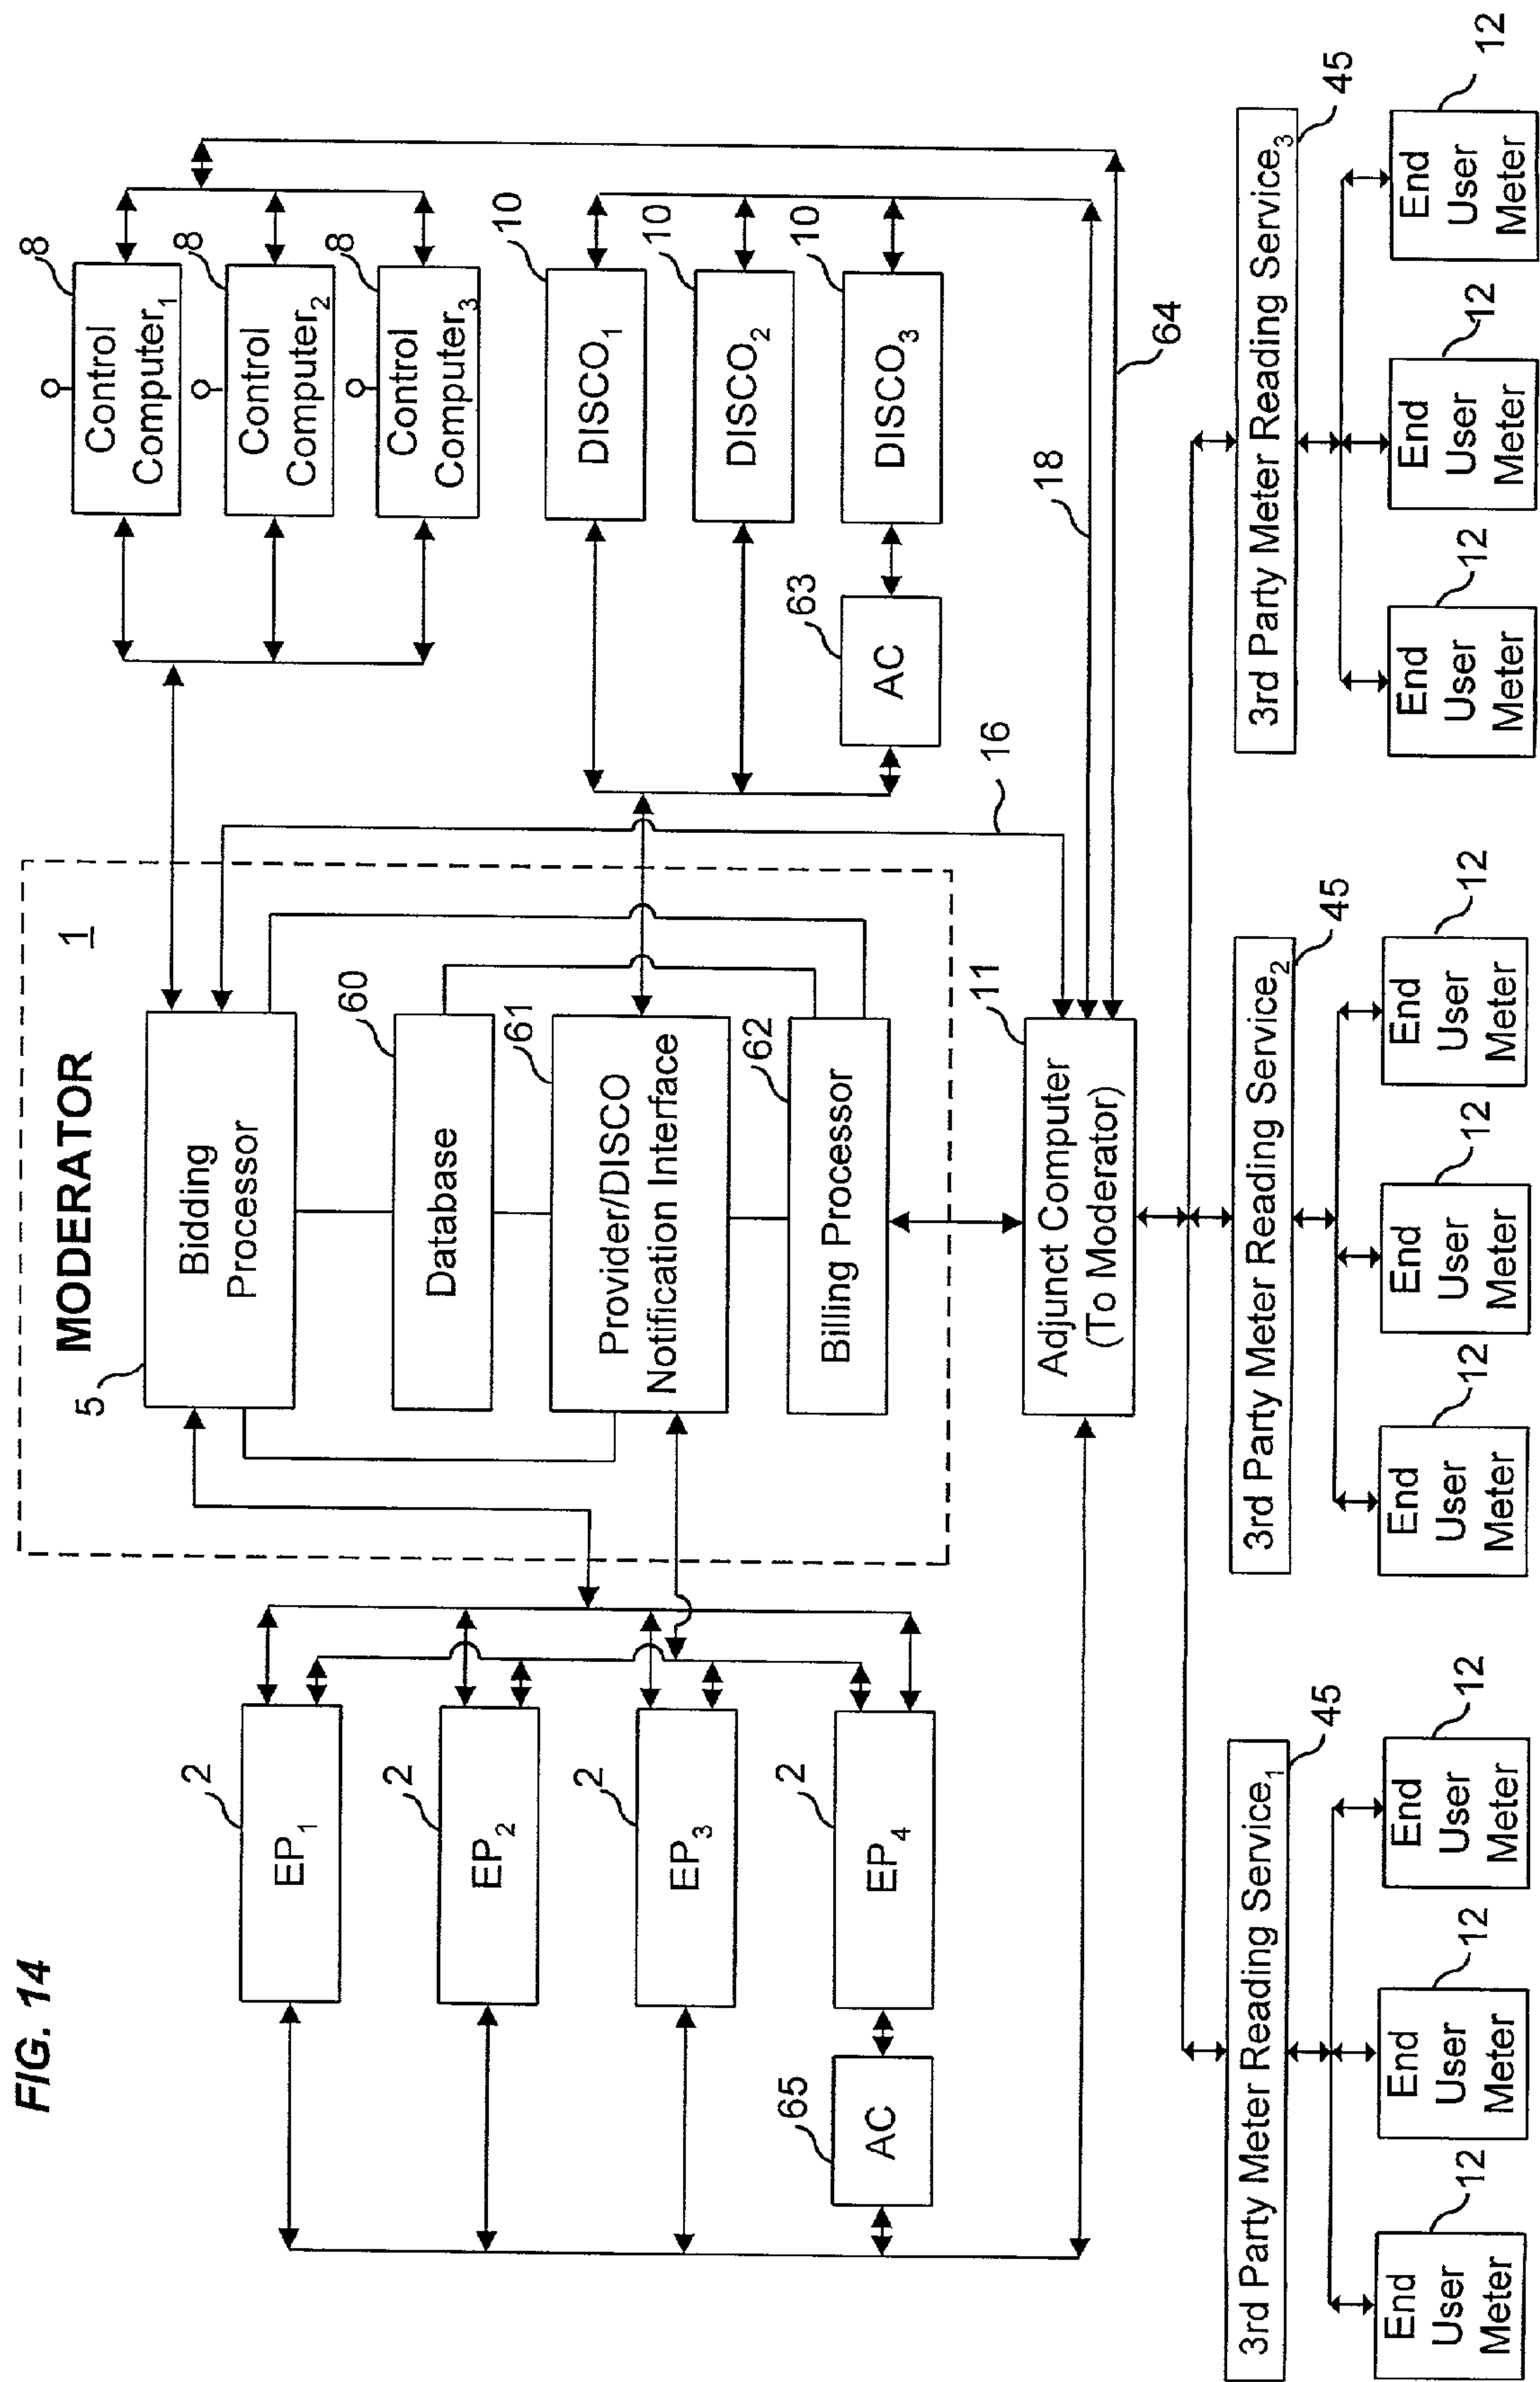 FIG. 14
MODERATOR
1
5
Bidding
Processor
60
Database
61
Provider/DISCO
Notification Interface
62
Billing Processor
2
EP1
2
EP2
2
EP3
2
EP4
65
AC
8
Control
Computer1
8
Control
Computer2
8
Control
Computer3
10
DISCO1
10
DISCO2
10
DISCO3
63
AC
16
18
64
11
Adjunct Computer
(To Moderator)
3rd Party Meter Reading Service1
45
3rd Party Meter Reading Service2
45
3rd Party Meter Reading Service3
45
End
User
Meter
12
End
User
Meter
12
End
User
Meter
12
End
User
Meter
12
End
User
Meter
12
End
User
Meter
12
End
User
Meter
12
End
User
Meter
12
End
User
Meter
12